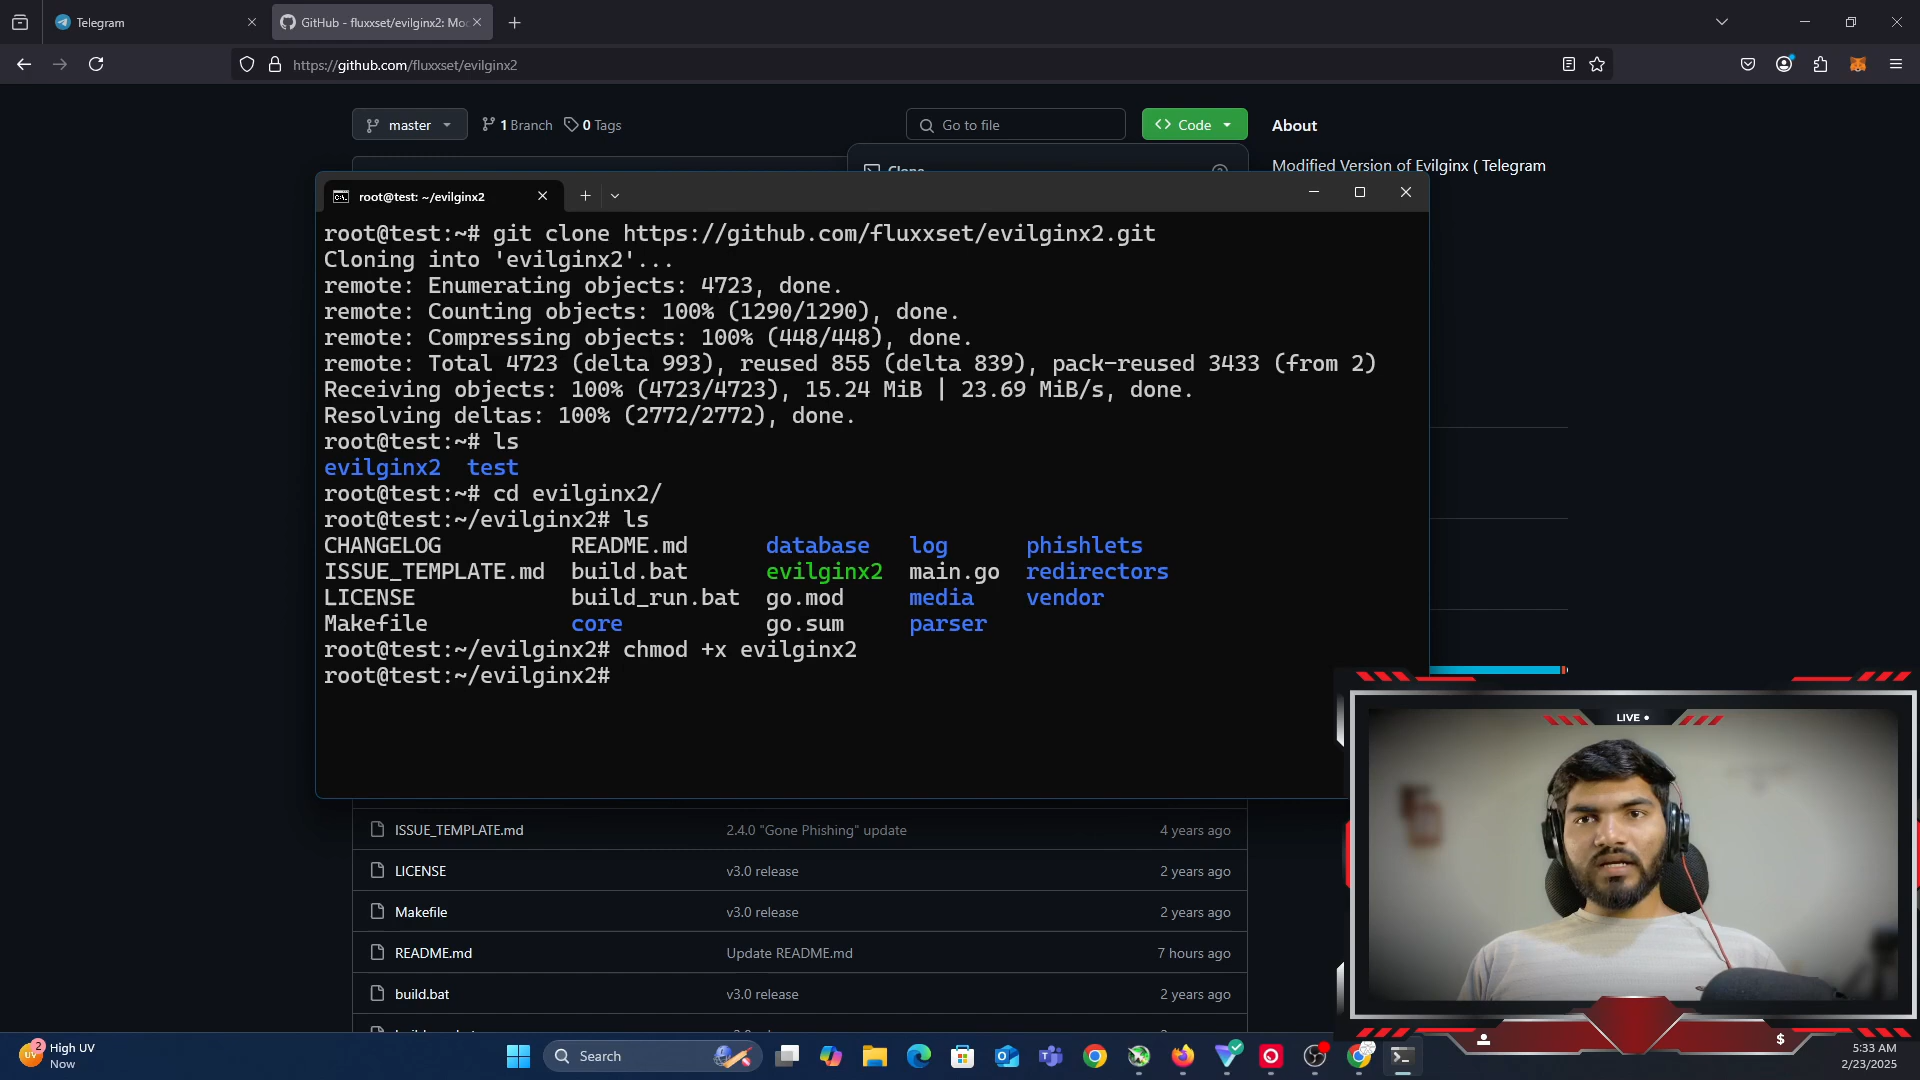 Telegram
GitHub - fluxxset/evilginx2: Mo
https://github.com/fluxxset/evilginx2
master
1 Branch
0 Tags
Go to file
Code
About
Modified Version of Evilginx ( Telegram
root@test: ~/evilginx2
root@test:~# git clone https://github.com/fluxxset/evilginx2.git
Cloning into 'evilginx2'...
remote: Enumerating objects: 4723, done.
remote: Counting objects: 100% (1290/1290), done.
remote: Compressing objects: 100% (448/448), done.
remote: Total 4723 (delta 993), reused 855 (delta 839), pack-reused 3433 (from 2)
Receiving objects: 100% (4723/4723), 15.24 MiB | 23.69 MiB/s, done.
Resolving deltas: 100% (2772/2772), done.
root@test:~# ls
evilginx2 test
root@test:~# cd evilginx2/
root@test:~/evilginx2# ls
CHANGELOG README.md database log phishlets
ISSUE_TEMPLATE.md build.bat evilginx2 main.go redirectors
LICENSE build_run.bat go.mod media vendor
Makefile core go.sum parser
root@test:~/evilginx2# chmod +x evilginx2
root@test:~/evilginx2#
ISSUE_TEMPLATE.md 2.4.0 "Gone Phishing" update 4 years ago
LICENSE v3.0 release 2 years ago
Makefile v3.0 release 2 years ago
README.md Update README.md 7 hours ago
build.bat v3.0 release 2 years ago
LIVE
$
2
UV
High UV
Now
Search
5:33 AM
2/23/2025